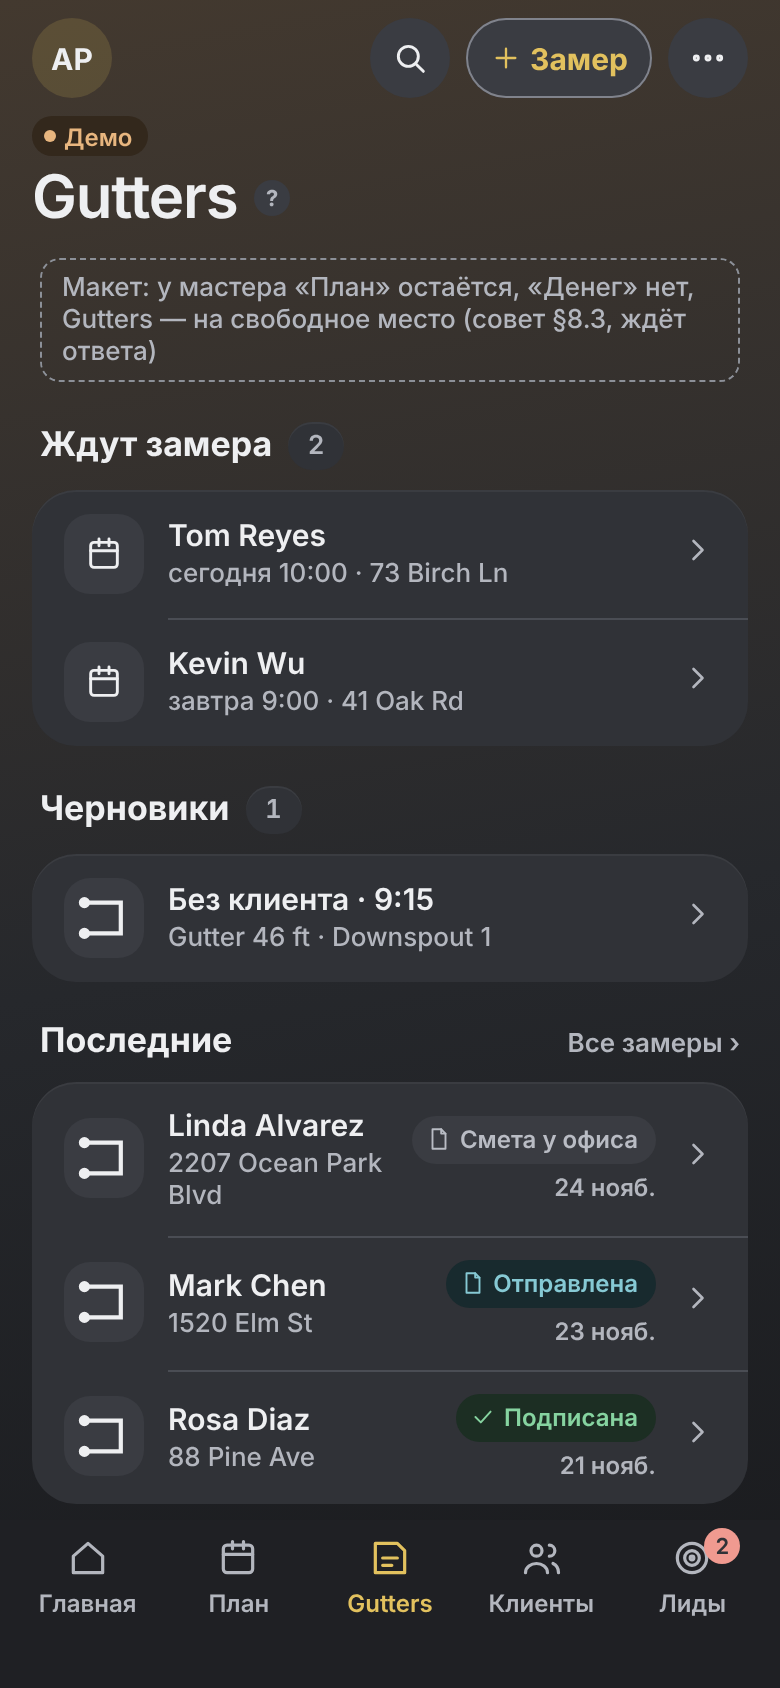 AP
+ Замер
Демо
Gutters ?
Макет: у мастера «План» остаётся, «Денег» нет,
Gutters — на свободное место (совет §8.3, ждёт
ответа)
Ждут замера 2
Tom Reyes
сегодня 10:00 · 73 Birch Ln
Kevin Wu
завтра 9:00 · 41 Oak Rd
Черновики 1
Без клиента · 9:15
Gutter 46 ft · Downspout 1
Последние
Все замеры ›
Linda Alvarez
2207 Ocean Park
Blvd
Смета у офиса
24 нояб.
Mark Chen
1520 Elm St
Отправлена
23 нояб.
Rosa Diaz
88 Pine Ave
Подписана
21 нояб.
Главная
План
Gutters
Клиенты
2
Лиды